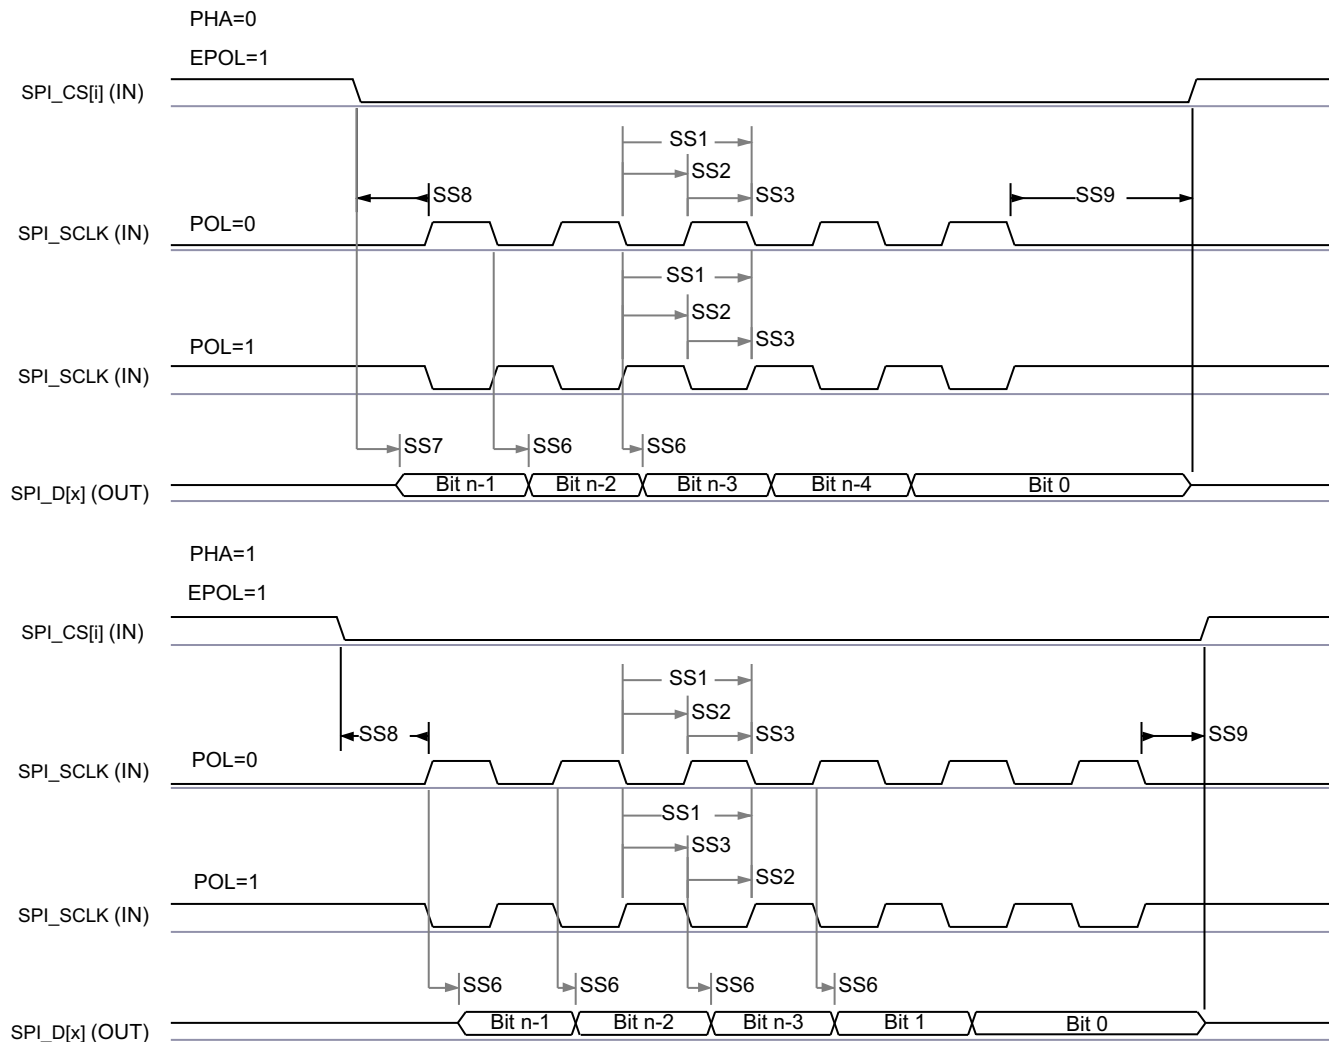 PHA=0
EPOL=1
SPI_CS[i] (IN)
SS1
SS2
SS8
SS3
SS9
POL=0
SPI_SCLK (IN)
SS1
SS2
SS3
POL=1
SPI_SCLK (IN)
SS7
SS6
SS6
SPI_D[x] (OUT)
Bit n-1
Bit n-2
Bit n-3
Bit n-4
Bit 0
PHA=1
EPOL=1
SPI_CS[i] (IN)
SS1
SS2
SS8
SS3
SS9
POL=0
SPI_SCLK (IN)
SS1
SS3
SS2
POL=1
SPI_SCLK (IN)
SS6
SS6
SS6
SS6
SPI_D[x] (OUT)
Bit n-1
Bit n-2
Bit n-3
Bit 1
Bit 0